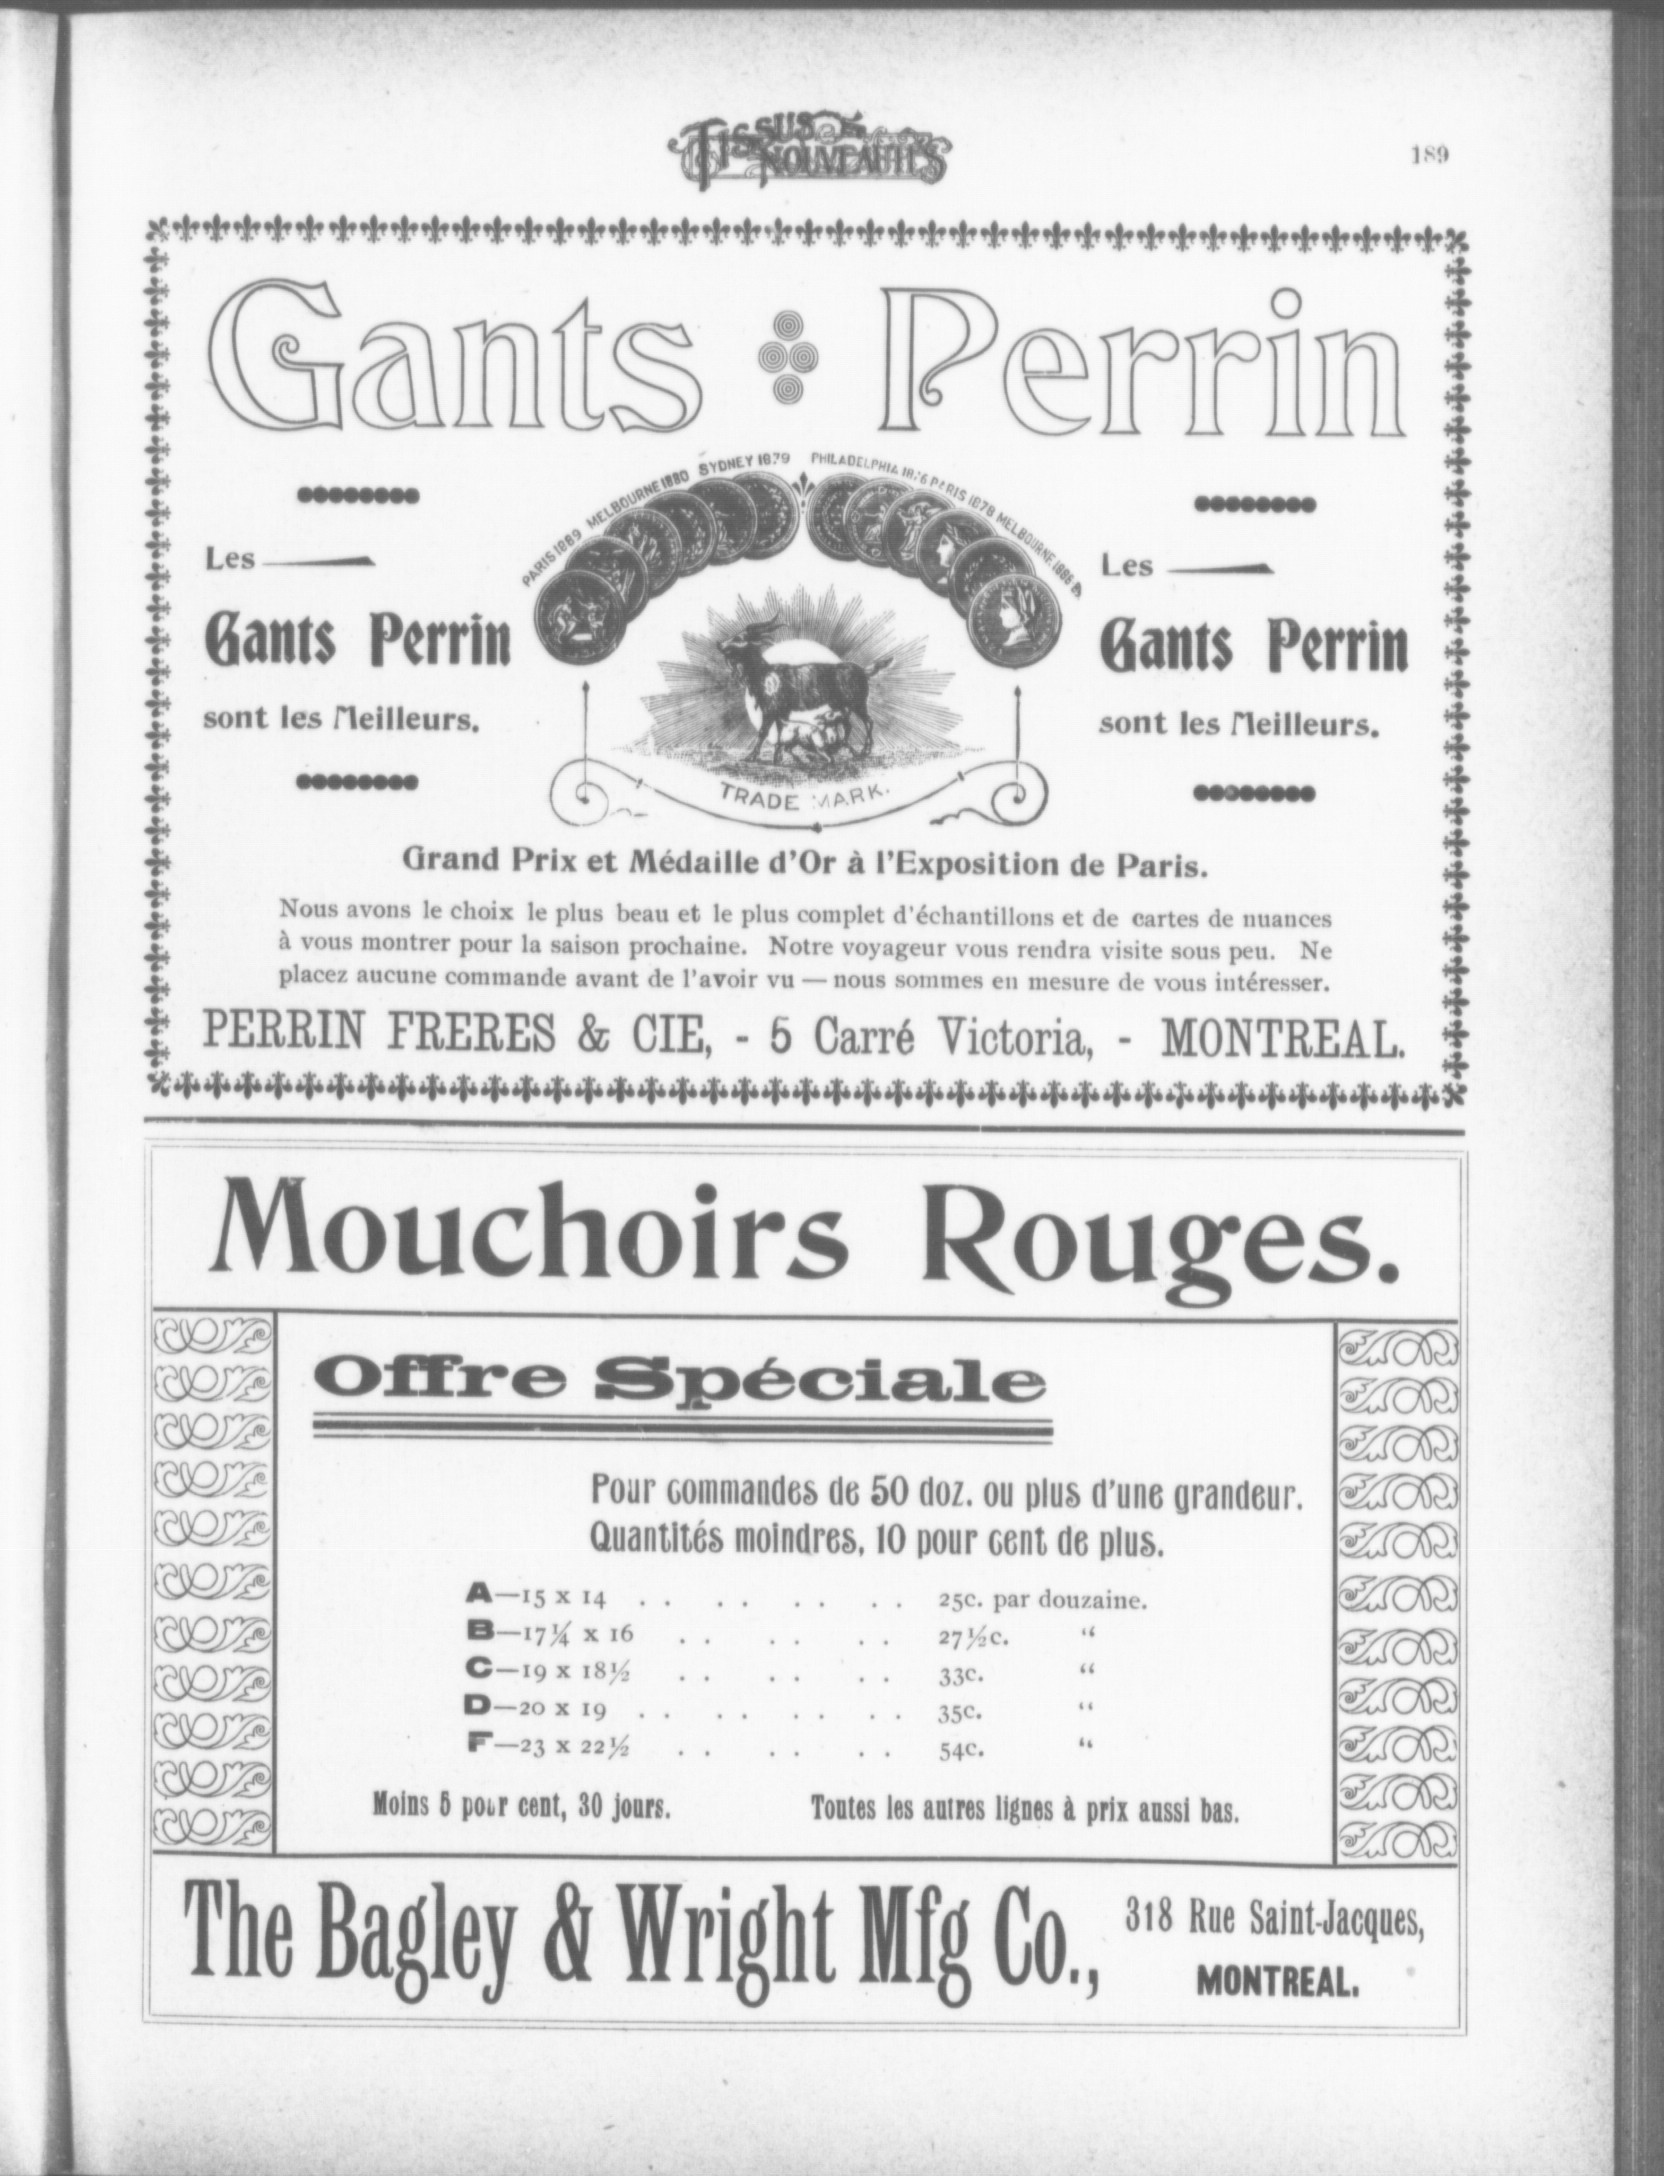 TISSUS & NOUVEAUTÉS
189
Gants Perrin
PARIS 1889 MELBOURNE 1880 SYDNEY 1879 PHILADELPHIA 1876 PARIS 1878 MELBOURNE 1886
Les
Gants Perrin
sont les Meilleurs.
TRADE MARK.
Les
Gants Perrin
sont les Meilleurs.
Grand Prix et Médaille d'Or à l'Exposition de Paris.
Nous avons le choix le plus beau et le plus complet d'échantillons et de cartes de nuances
à vous montrer pour la saison prochaine. Notre voyageur vous rendra visite sous peu. Ne
placez aucune commande avant de l'avoir vu — nous sommes en mesure de vous intéresser.
PERRIN FRERES & CIE, - 5 Carré Victoria, - MONTREAL.
Mouchoirs Rouges.
Offre Spéciale
Pour commandes de 50 doz. ou plus d'une grandeur.
Quantités moindres, 10 pour cent de plus.
A—15 x 14 . . . . . . . . 25c. par douzaine.
B—17¼ x 16 . . . . . . 27½c. "
C—19 x 18½ . . . . . . 33c. "
D—20 x 19 . . . . . . . . 35c. "
F—23 x 22½ . . . . . . 54c. "
Moins 5 pour cent, 30 jours. Toutes les autres lignes à prix aussi bas.
The Bagley & Wright Mfg Co., 318 Rue Saint-Jacques,
MONTREAL.